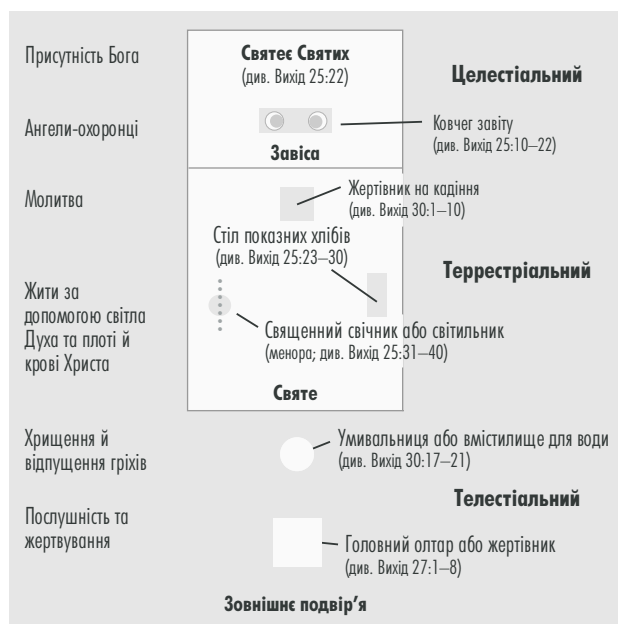 Присутність Бога
Святеє Святих
(див. Вихід 25:22)
Целестіальний
Ангели-охоронці
Ковчег завіту
(див. Вихід 25:10–22)
Завіса
Молитва
Жертівник на кадіння
(див. Вихід 30:1–10)
Стіл показних хлібів
(див. Вихід 25:23–30)
Террестріальний
Жити за
допомогою світла
Духа та плоті й
крові Христа
Священний свічник або світильник
(менора; див. Вихід 25:31–40)
Святе
Хрищення й
відпущення гріхів
Умивальниця або вмістилище для води
(див. Вихід 30:17–21)
Телестіальний
Послушність та
жертвування
Головний олтар або жертівник
(див. Вихід 27:1–8)
Зовнішнє подвір’я